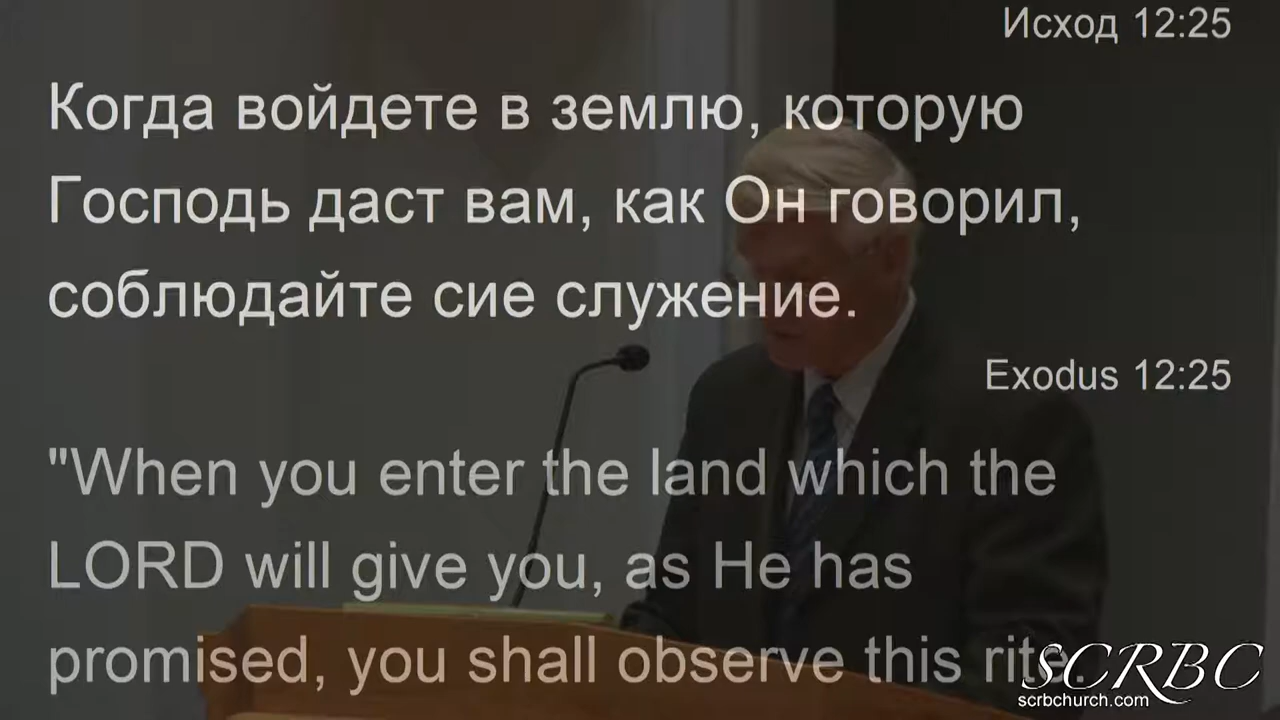 Исход 12:25
Когда войдете в землю, которую
Господь даст вам, как Он говорил,
соблюдайте сие служение.
Exodus 12:25
"When you enter the land which the
LORD will give you, as He has
promised, you shall observe this rite.
SCRBC
scrbchurch.com